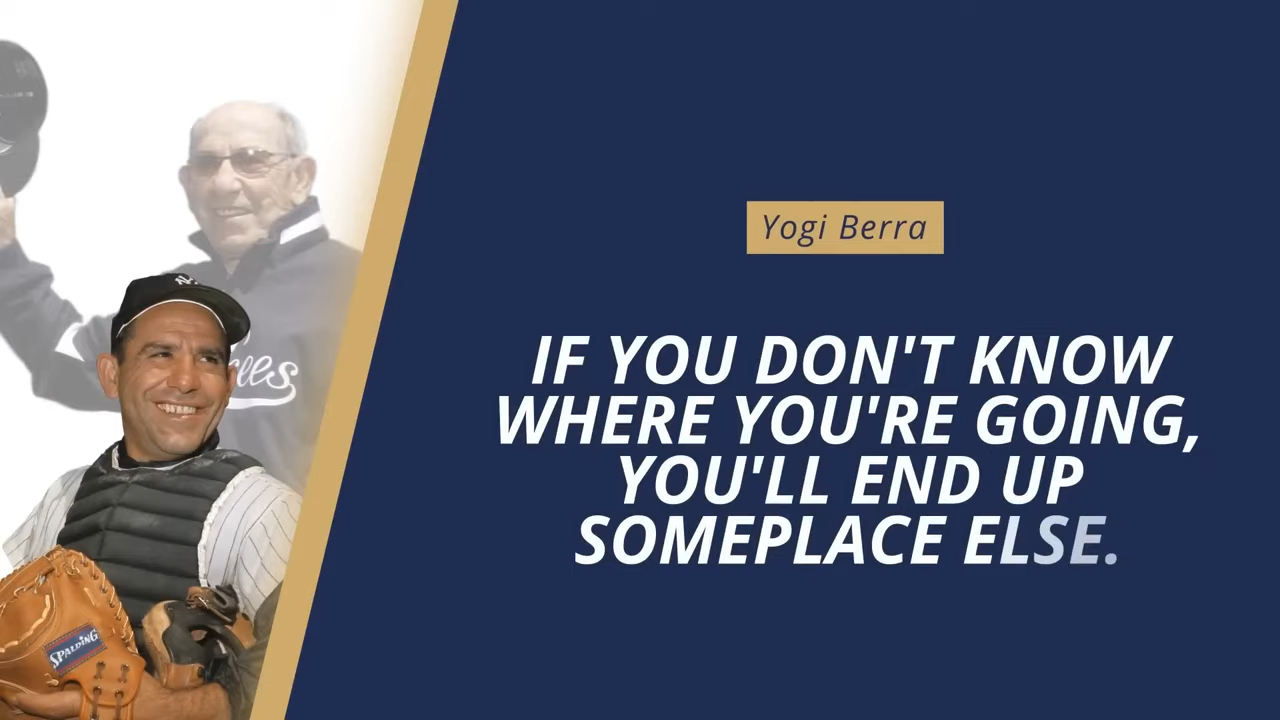 Yogi Berra
IF YOU DON'T KNOW
WHERE YOU'RE GOING,
YOU'LL END UP
SOMEPLACE ELSE.
SPALDING